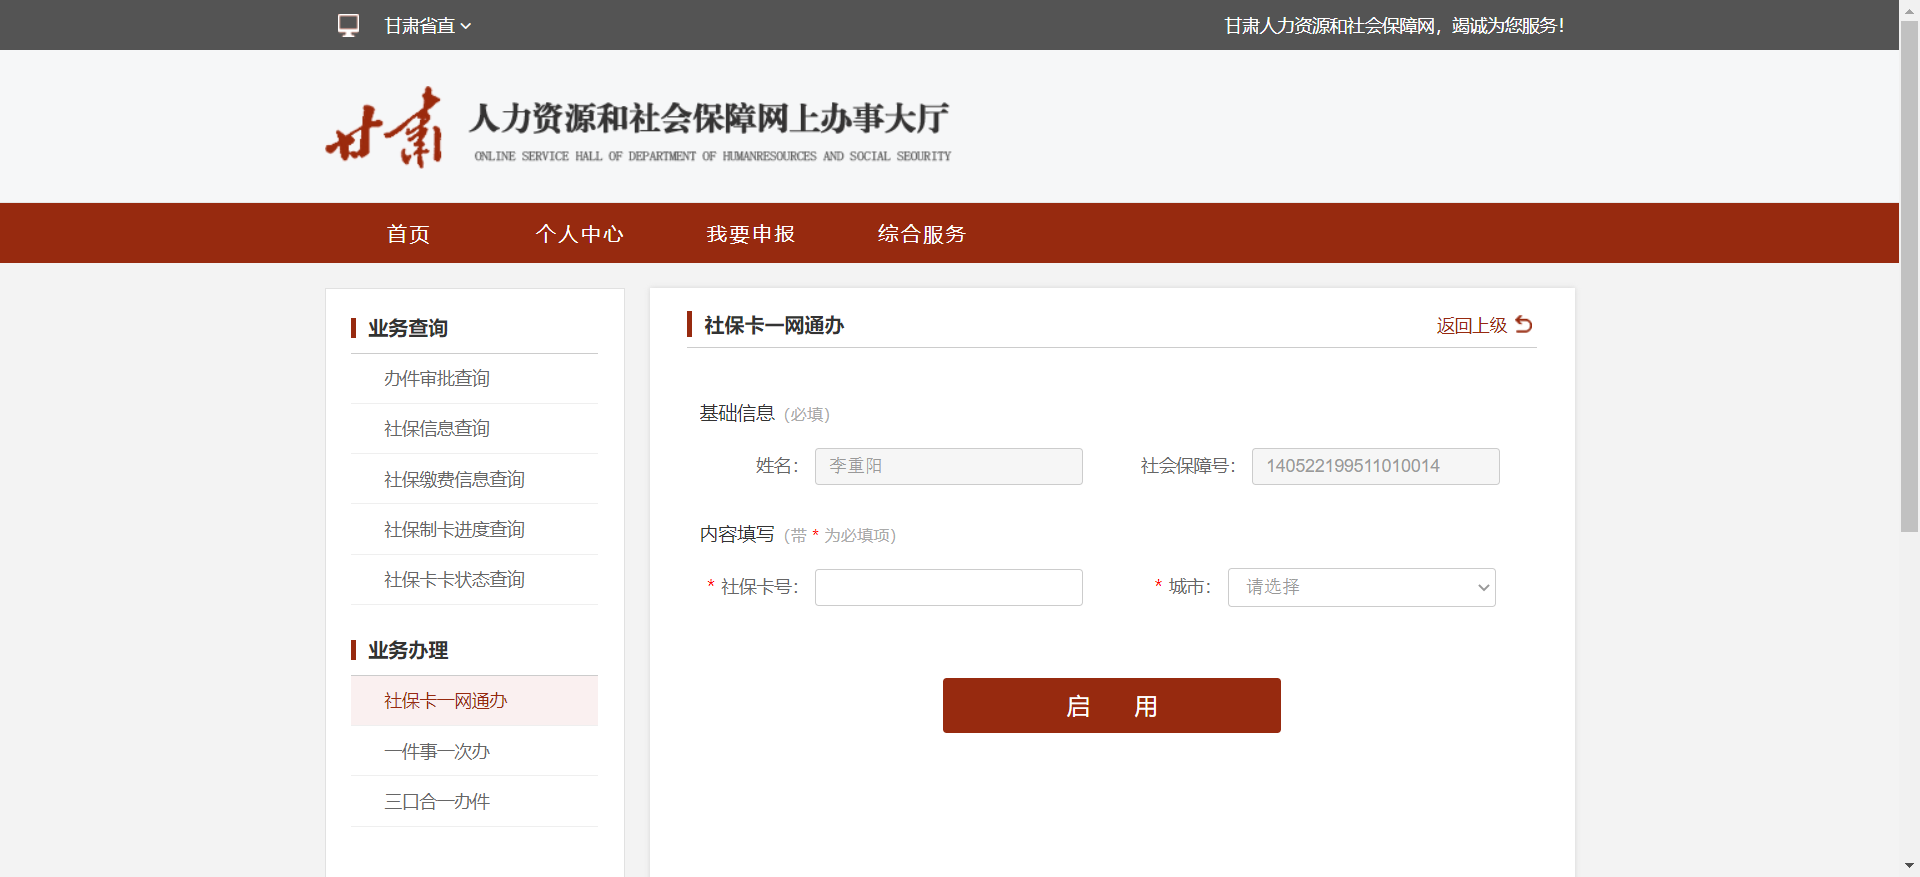 甘肃省直
甘肃人力资源和社会保障网，竭诚为您服务！
甘肃 人力资源和社会保障网上办事大厅
ONLINE SERVICE HALL OF DEPARTMENT OF HUMANRESOURCES AND SOCIAL SEOURITY
首页 个人中心 我要申报 综合服务
业务查询
办件审批查询
社保信息查询
社保缴费信息查询
社保制卡进度查询
社保卡卡状态查询
业务办理
社保卡一网通办
一件事一次办
三口合一办件
社保卡一网通办 返回上级
基础信息（必填）
姓名： 李重阳 社会保障号： 140522199511010014
内容填写（带 * 为必填项）
* 社保卡号： * 城市： 请选择
启 用